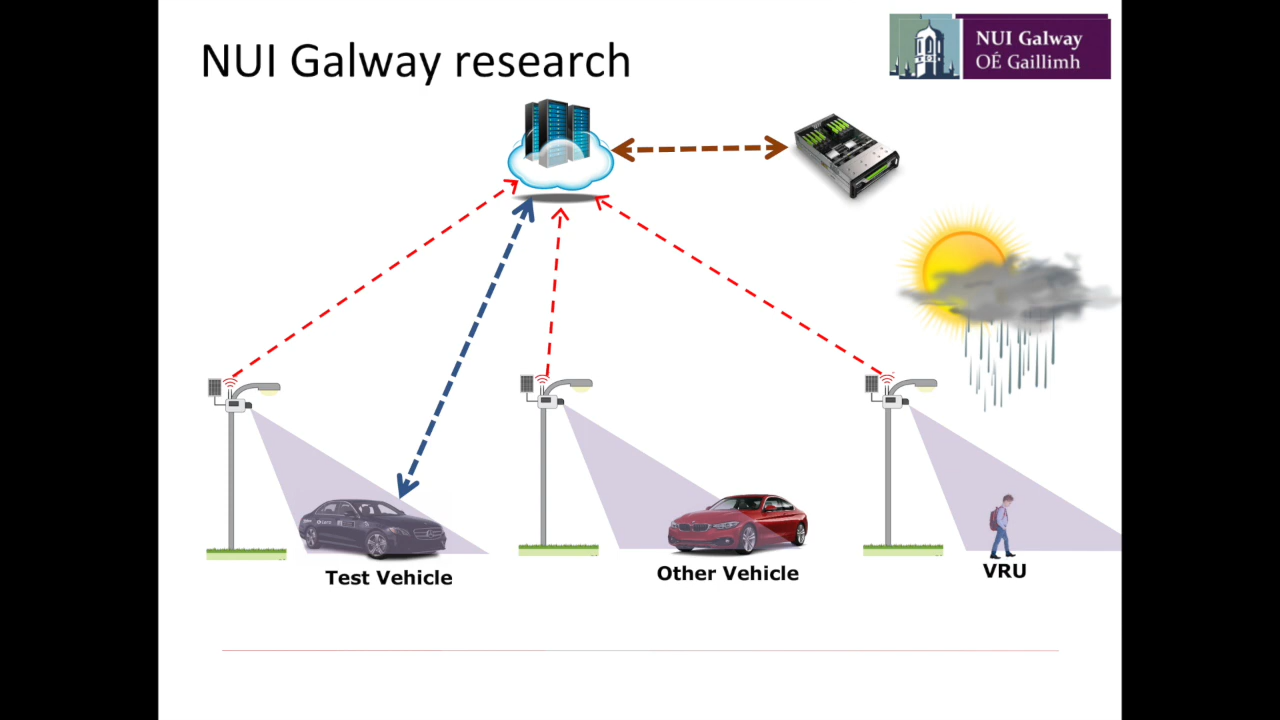 NUI Galway research
NUI Galway
OÉ Gaillimh
Test Vehicle
Other Vehicle
VRU